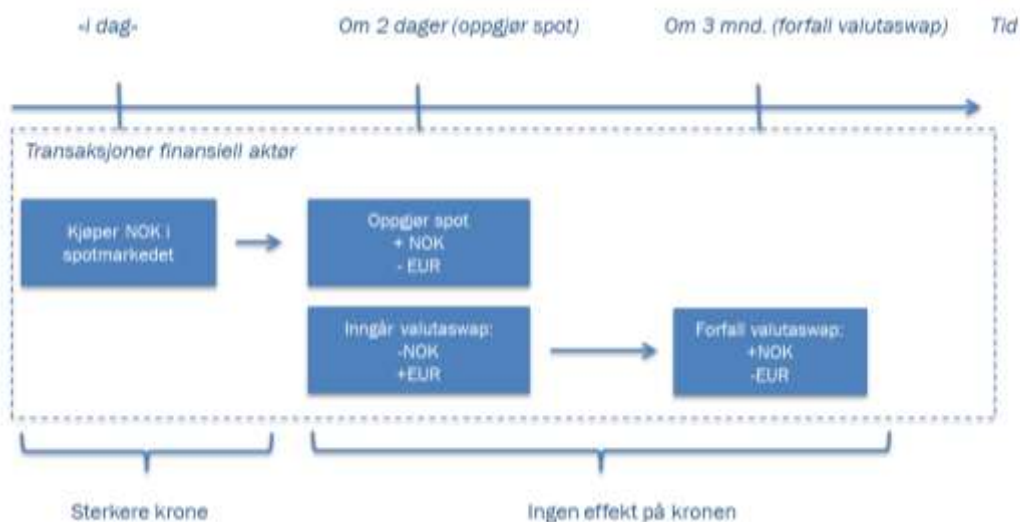 «I dag»
Om 2 dager (oppgjør spot)
Om 3 mnd. (forfall valutaswap)
Tid
Transaksjoner finansiell aktør
Kjøper NOK i
spotmarkedet
Oppgjør spot
+ NOK
- EUR
Inngår valutaswap:
-NOK
+EUR
Forfall valutaswap:
+NOK
-EUR
Sterkere krone
Ingen effekt på kronen